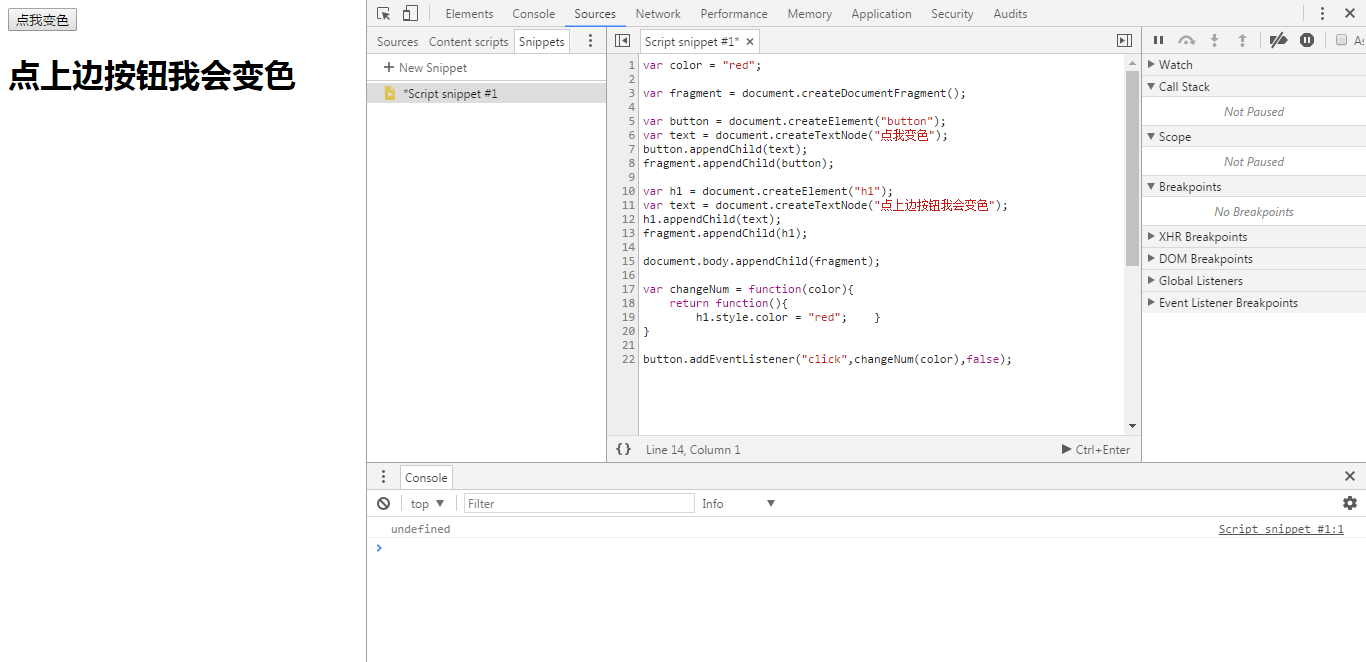 点我变色
点上边按钮我会变色
Elements Console Sources Network Performance Memory Application Security Audits
Sources Content scripts Snippets
New Snippet
*Script snippet #1
Script snippet #1* ×
1 var color = "red";
2
3 var fragment = document.createDocumentFragment();
4
5 var button = document.createElement("button");
6 var text = document.createTextNode("点我变色");
7 button.appendChild(text);
8 fragment.appendChild(button);
9
10 var h1 = document.createElement("h1");
11 var text = document.createTextNode("点上边按钮我会变色");
12 h1.appendChild(text);
13 fragment.appendChild(h1);
14
15 document.body.appendChild(fragment);
16
17 var changeNum = function(color){
18     return function(){
19         h1.style.color = "red";    }
20 }
21
22 button.addEventListener("click",changeNum(color),false);
{} Line 14, Column 1 Ctrl+Enter
As
Watch
Call Stack
Not Paused
Scope
Not Paused
Breakpoints
No Breakpoints
XHR Breakpoints
DOM Breakpoints
Global Listeners
Event Listener Breakpoints
Console
top Filter Info
undefined Script snippet #1:1
>